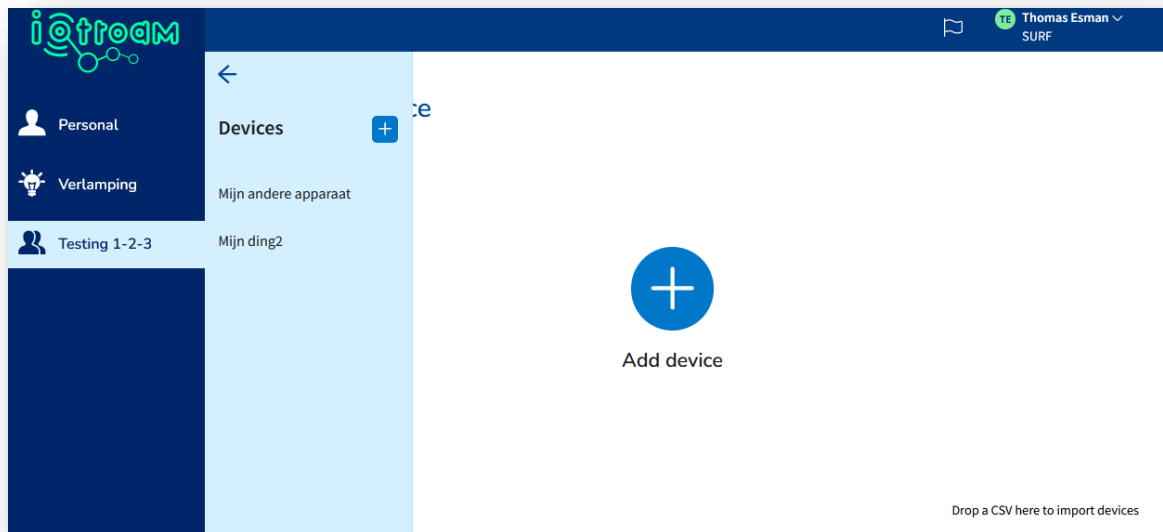 iotroam
TE
Thomas Esman
SURF
Personal
Verlamping
Testing 1-2-3
Devices
Mijn andere apparaat
Mijn ding2
ce
Add device
Drop a CSV here to import devices